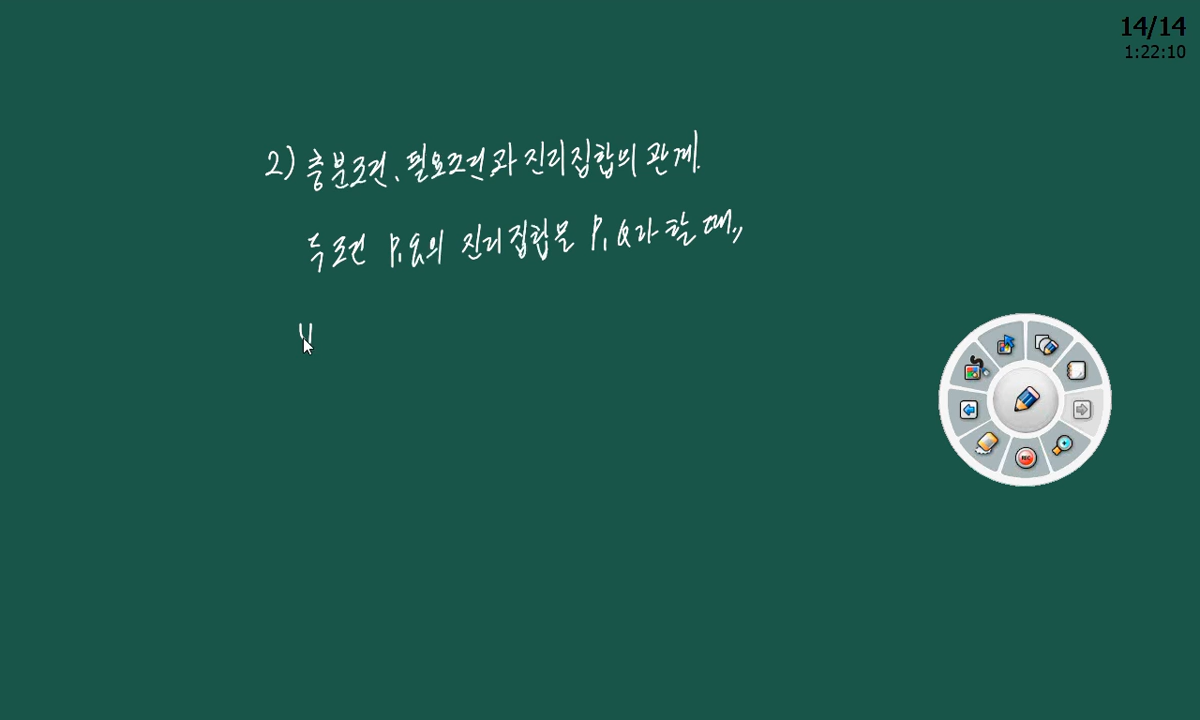 14/14
1:22:10
2) 충분조건, 필요조건과 진리집합의 관계.
두 조건 p, q의 진리집합을 P, Q라 할 때,,
REC